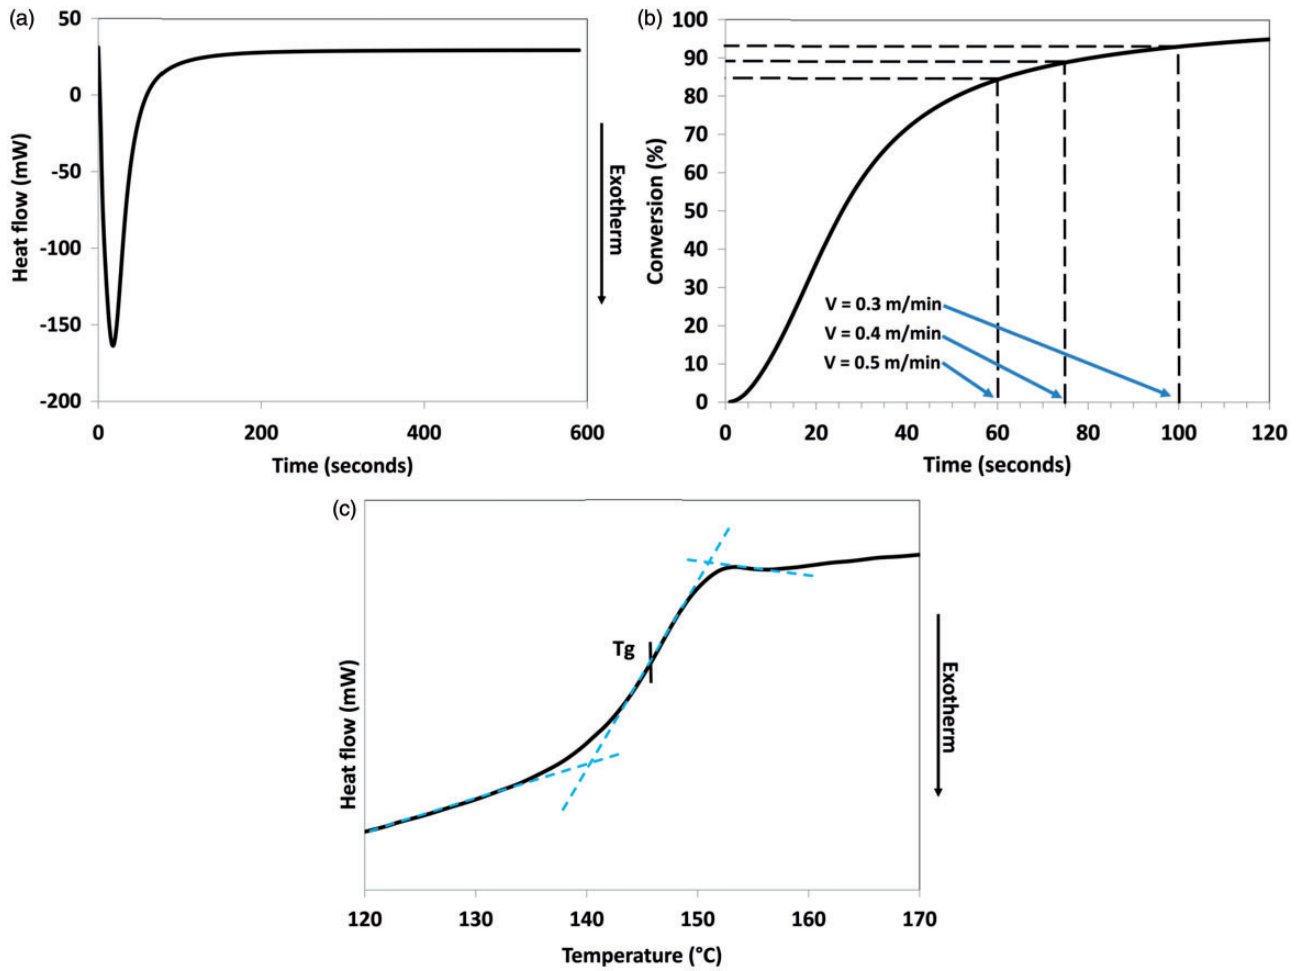 (a)
50
0
-50
-100
-150
-200
Heat flow (mW)
0
200
400
600
Time (seconds)
Exotherm
(b)
100
90
80
70
60
50
40
30
20
10
0
Conversion (%)
V = 0.3 m/min
V = 0.4 m/min
V = 0.5 m/min
0
20
40
60
80
100
120
Time (seconds)
(c)
Heat flow (mW)
Tg
Exotherm
120
130
140
150
160
170
Temperature (°C)